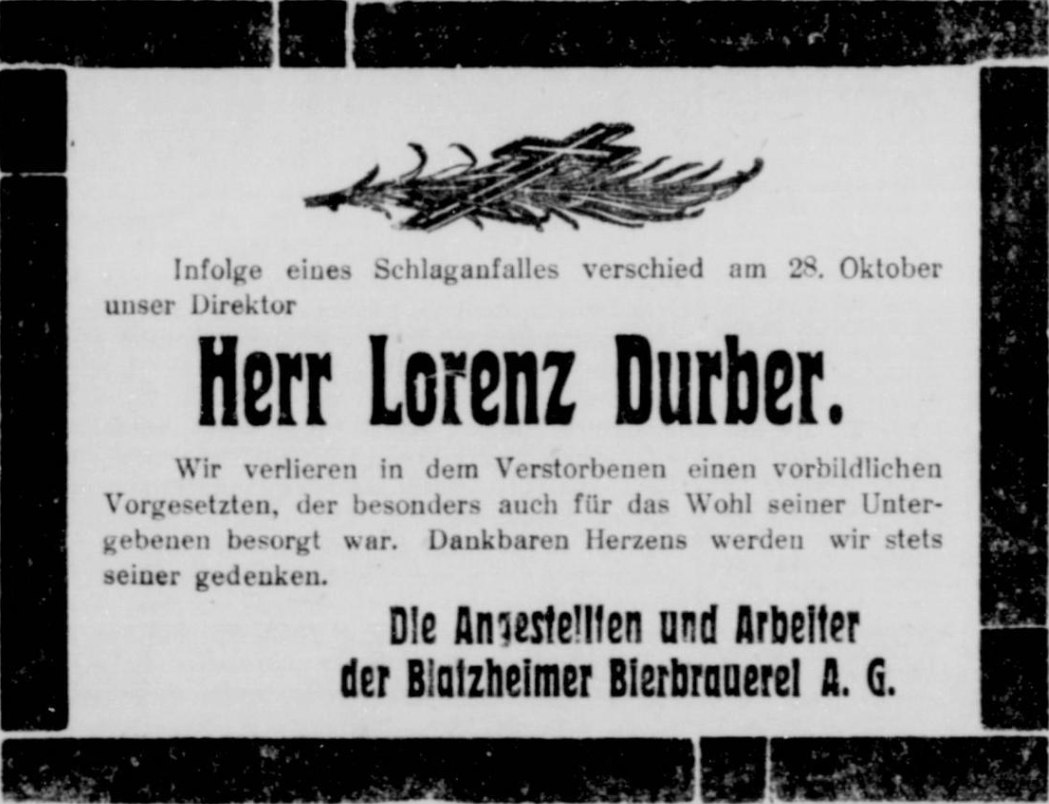 Infolge eines Schlaganfalles verschied am 28. Oktober
unser Direktor
Herr Lorenz Durber.
Wir verlieren in dem Verstorbenen einen vorbildlichen
Vorgesetzten, der besonders auch für das Wohl seiner Unter-
gebenen besorgt war. Dankbaren Herzens werden wir stets
seiner gedenken.
Die Angestellten und Arbeiter
der Blatzheimer Bierbrauerei A. G.